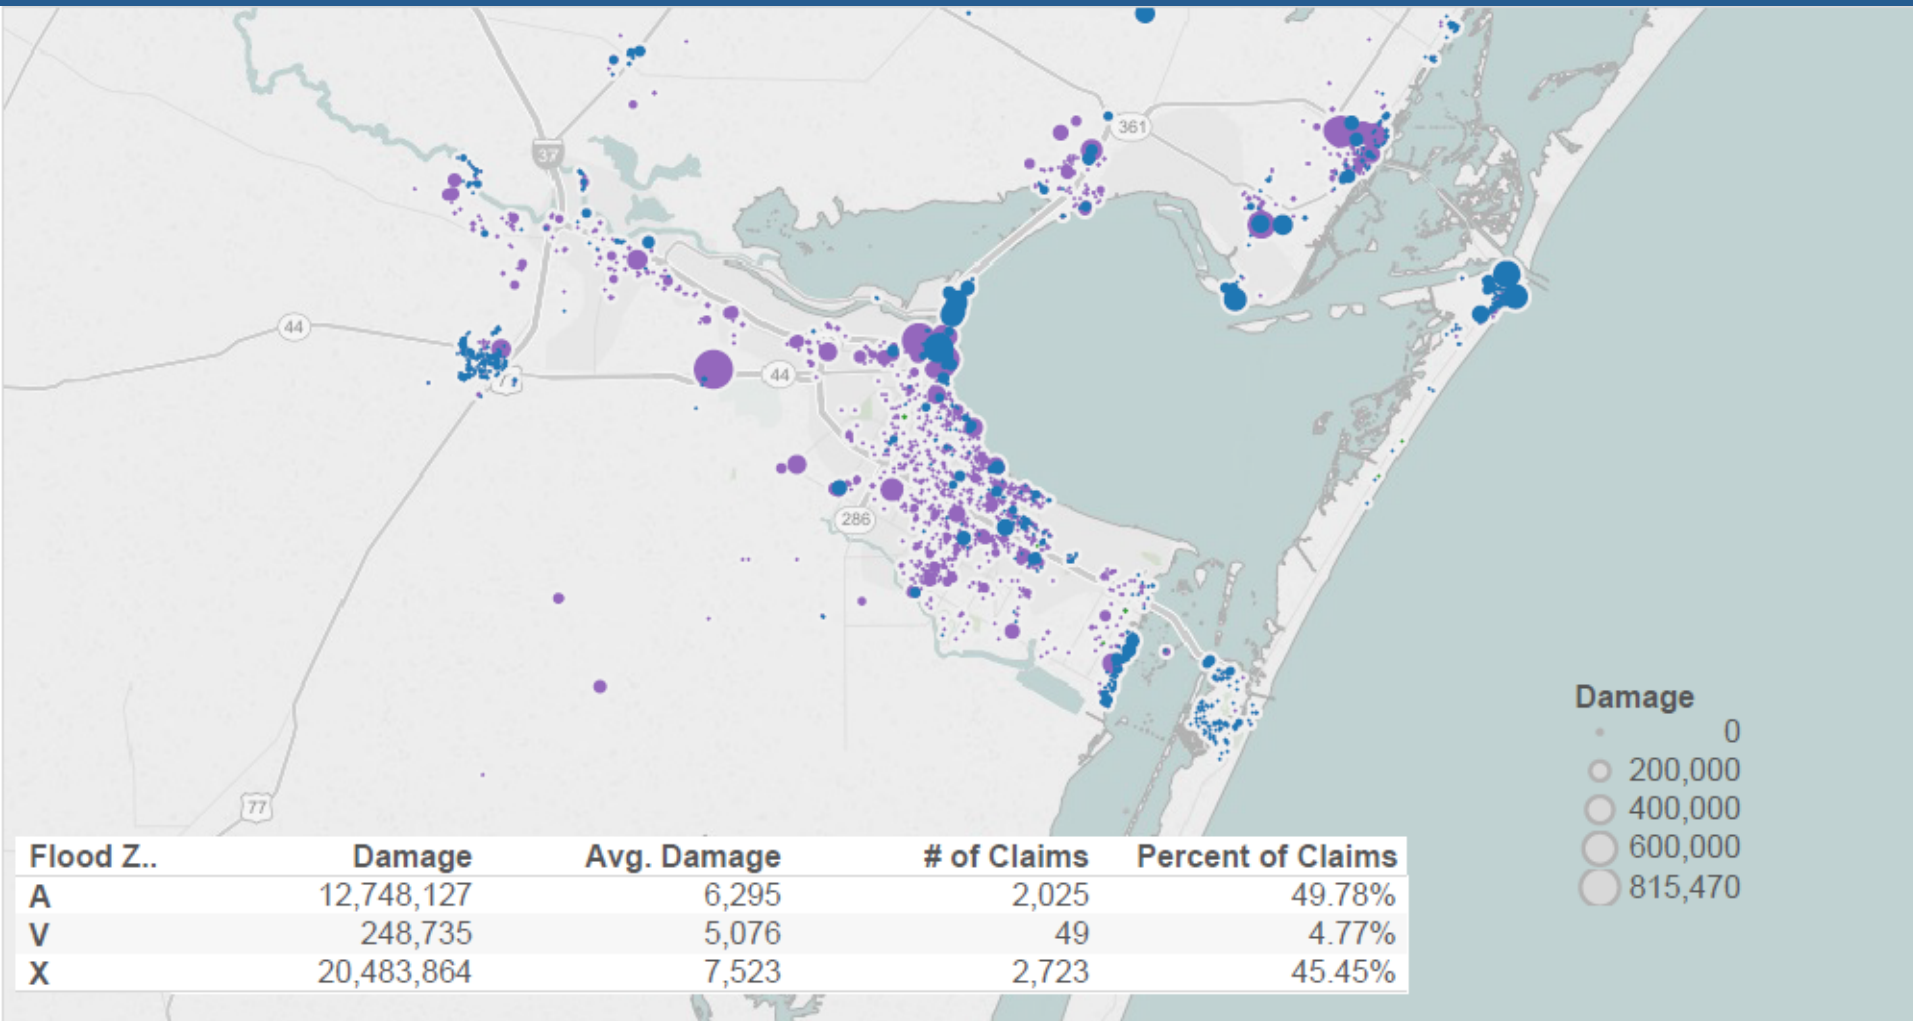 361
37
44
44
286
77
Damage
0
200,000
400,000
600,000
815,470
Flood Z.. Damage Avg. Damage # of Claims Percent of Claims
A 12,748,127 6,295 2,025 49.78%
V 248,735 5,076 49 4.77%
X 20,483,864 7,523 2,723 45.45%